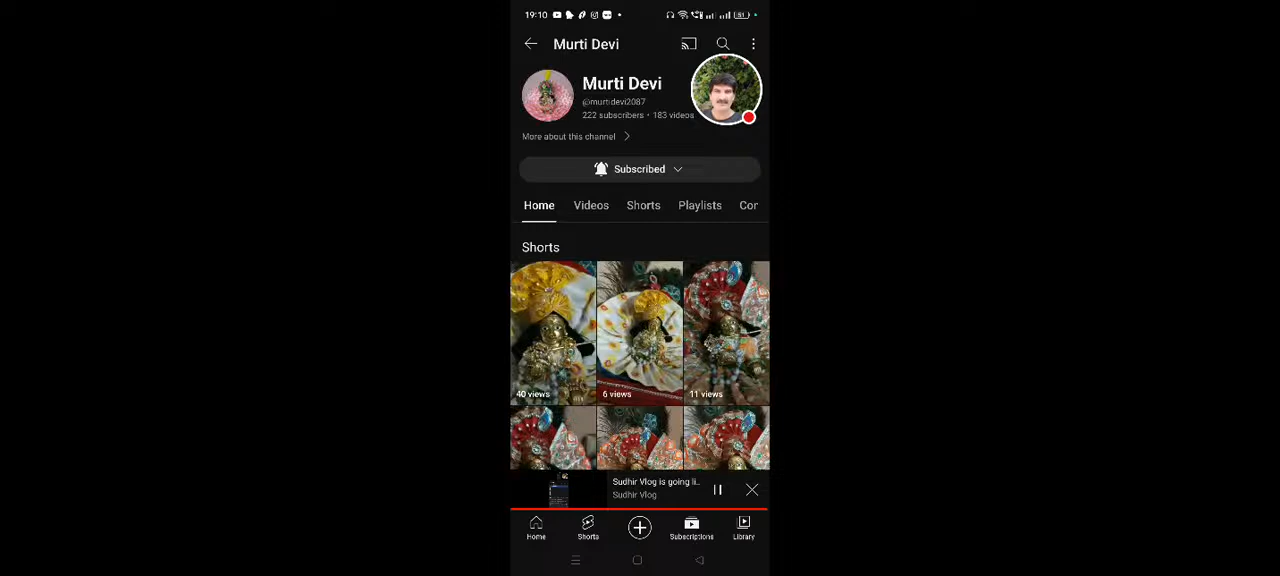 19:10
51
Murti Devi
Murti Devi
@murtidevi2087
222 subscribers • 183 videos
More about this channel
Subscribed
Home Videos Shorts Playlists Cor
Shorts
40 views 6 views 11 views
Sudhir Vlog is going li..
Sudhir Vlog
Home Shorts Subscriptions Library